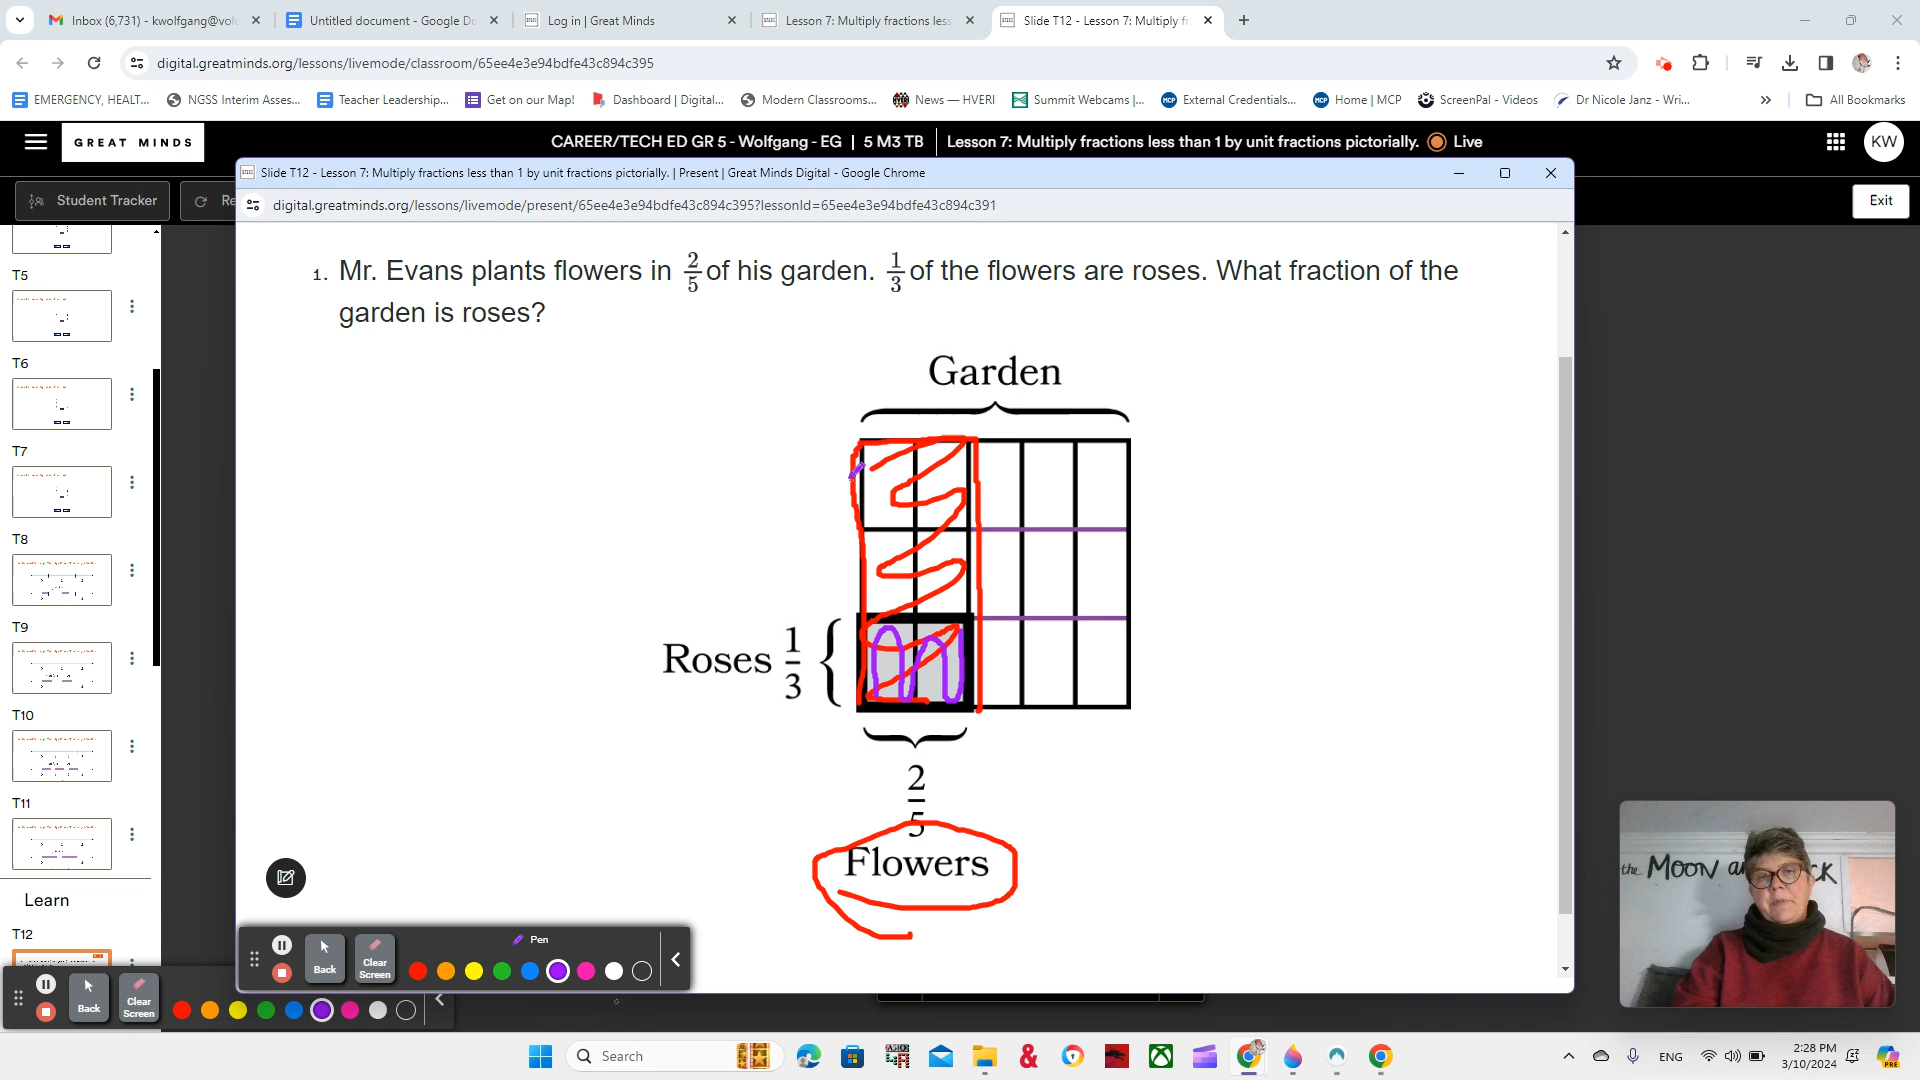 Inbox (6,731) - kwolfgang@volc
Untitled document - Google Do
Log in | Great Minds
Lesson 7: Multiply fractions less
Slide T12 - Lesson 7: Multiply fr
digital.greatminds.org/lessons/livemode/classroom/65ee4e3e94bdfe43c894c395
EMERGENCY, HEALT...
NGSS Interim Asses...
Teacher Leadership...
Get on our Map!
Dashboard | Digital...
Modern Classrooms...
News — HVERI
Summit Webcams |...
External Credentials...
Home | MCP
ScreenPal - Videos
Dr Nicole Janz - Wri...
All Bookmarks
GREAT MINDS
CAREER/TECH ED GR 5 - Wolfgang - EG | 5 M3 TB
Lesson 7: Multiply fractions less than 1 by unit fractions pictorially.
Live
KW
Student Tracker
Re
Exit
Slide T12 - Lesson 7: Multiply fractions less than 1 by unit fractions pictorially. | Present | Great Minds Digital - Google Chrome
digital.greatminds.org/lessons/livemode/present/65ee4e3e94bdfe43c894c395?lessonId=65ee4e3e94bdfe43c894c391
1. Mr. Evans plants flowers in 2/5 of his garden. 1/3 of the flowers are roses. What fraction of the
garden is roses?
Garden
Roses 1/3
2/5
Flowers
T5
T6
T7
T8
T9
T10
T11
Learn
T12
Pen
Back
Clear Screen
Back
Clear Screen
the MOON
Search
ENG
2:28 PM
3/10/2024